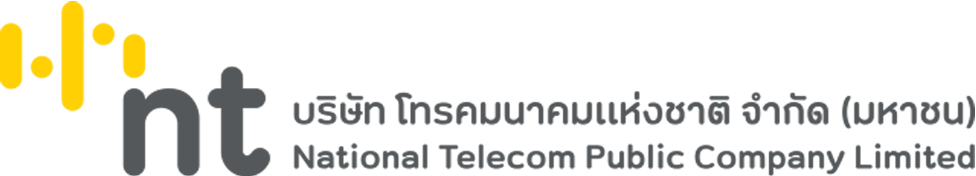 nt
บริษัท โทรคมนาคมแห่งชาติ จำกัด (มหาชน)
National Telecom Public Company Limited